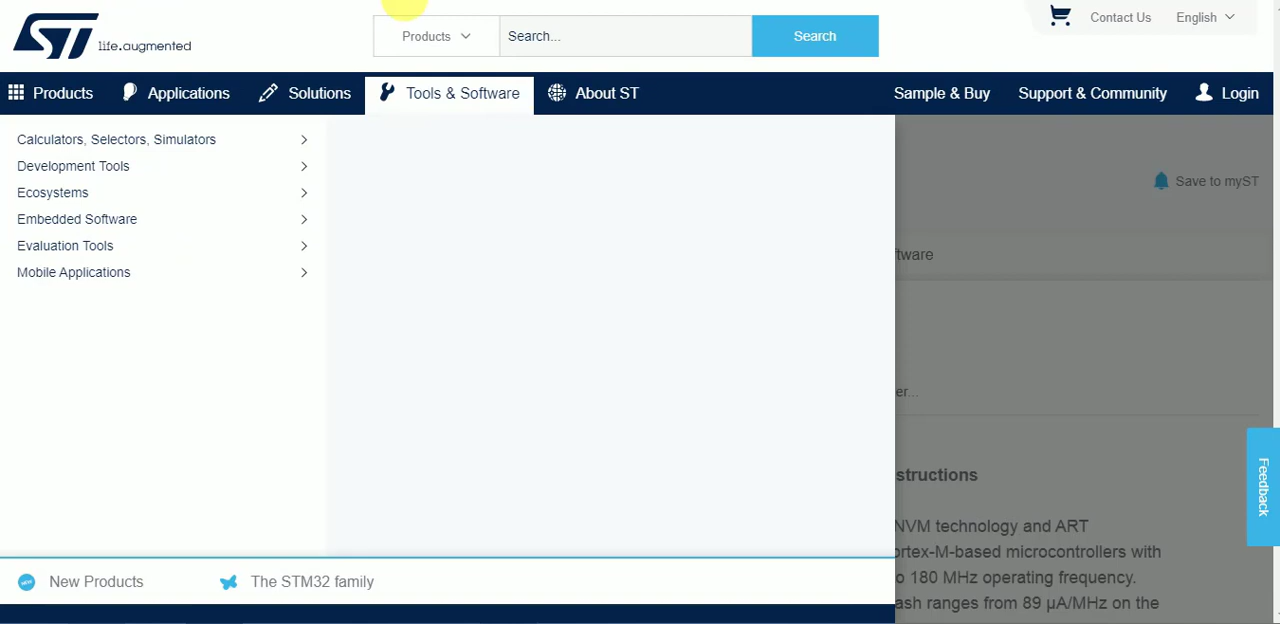 ST life.augmented
Products
Search...
Search
Contact Us
English
Products
Applications
Solutions
Tools & Software
About ST
Sample & Buy
Support & Community
Login
Calculators, Selectors, Simulators
Development Tools
Ecosystems
Embedded Software
Evaluation Tools
Mobile Applications
Save to myST
ftware
er...
structions
NVM technology and ART
ortex-M-based microcontrollers with
o 180 MHz operating frequency.
ash ranges from 89 µA/MHz on the
Feedback
New Products
The STM32 family